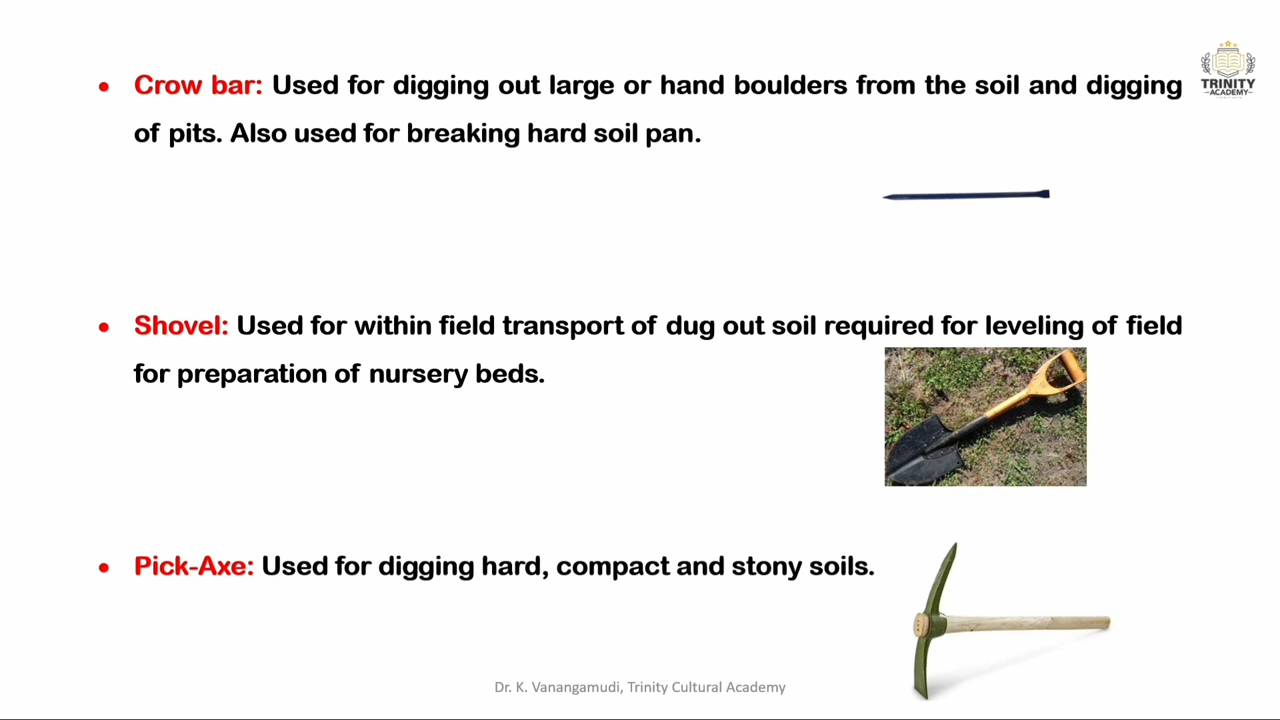 • Crow bar: Used for digging out large or hand boulders from the soil and digging
of pits. Also used for breaking hard soil pan.
TRINITY
—ACADEMY—
• Shovel: Used for within field transport of dug out soil required for leveling of field
for preparation of nursery beds.
• Pick-Axe: Used for digging hard, compact and stony soils.
Dr. K. Vanangamudi, Trinity Cultural Academy